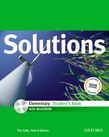 Solutions
Elementary Student's Book
with MultiROM
Tim Falla, Paul A Davies
OXFORD